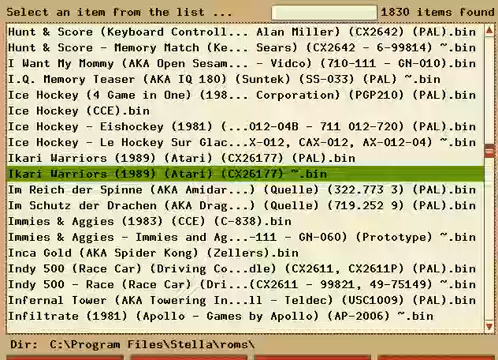 Select an item from the list ... 1830 items found
Hunt & Score (Keyboard Controll... Alan Miller) (CX2642) (PAL).bin
Hunt & Score - Memory Match (Ke... Sears) (CX2642 - 6-99814) ~.bin
I Want My Mommy (AKA Open Sesam... - Vidco) (710-111 - GN-010).bin
I.Q. Memory Teaser (AKA IQ 180) (Suntek) (SS-033) (PAL) ~.bin
Ice Hockey (4 Game in One) (198... Corporation) (PGP210) (PAL).bin
Ice Hockey (CCE).bin
Ice Hockey - Eishockey (1981) (...012-04B - 711 012-720) (PAL).bin
Ice Hockey - Le Hockey Sur Glac...X-012, CAX-012, AX-012-04) ~.bin
Ikari Warriors (1989) (Atari) (CX26177) (PAL).bin
Ikari Warriors (1989) (Atari) (CX26177) ~.bin
Im Reich der Spinne (AKA Amidar...) (Quelle) (322.773 3) (PAL).bin
Im Schutz der Drachen (AKA Drag...) (Quelle) (719.252 9) (PAL).bin
Immies & Aggies (1983) (CCE) (C-838).bin
Immies & Aggies - Immies and Ag...-111 - GN-060) (Prototype) ~.bin
Inca Gold (AKA Spider Kong) (Zellers).bin
Indy 500 (Race Car) (Driving Co...dle) (CX2611, CX2611P) (PAL).bin
Indy 500 - Race (Race Car) (Dri...(CX2611 - 99821, 49-75149) ~.bin
Infernal Tower (AKA Towering In...ll - Teldec) (USC1009) (PAL).bin
Infiltrate (1981) (Apollo - Games by Apollo) (AP-2006) ~.bin
Dir: C:\Program Files\Stella\roms\